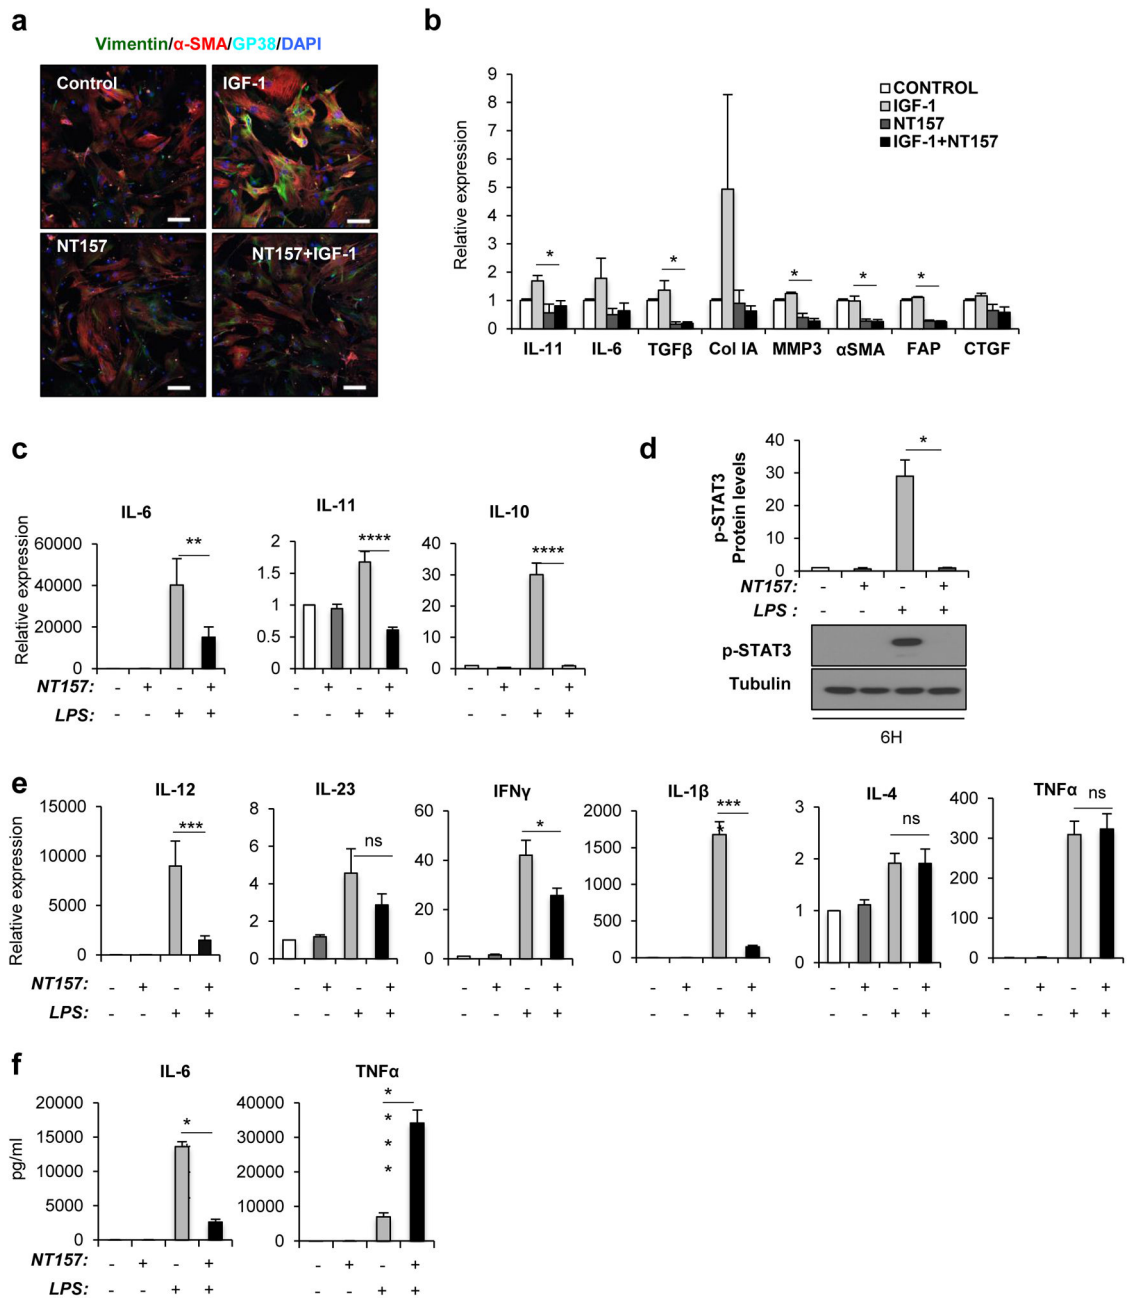 a
Vimentin/α-SMA/GP38/DAPI
Control
IGF-1
NT157
NT157+IGF-1
b
Relative expression
9
8
7
6
5
4
3
2
1
0
CONTROL
IGF-1
NT157
IGF-1+NT157
*
*
*
*
*
IL-11 IL-6 TGFβ Col IA MMP3 αSMA FAP CTGF
c
Relative expression
IL-6
60000
40000
20000
0
**
IL-11
2
1.5
1
0.5
0
****
IL-10
40
30
20
10
0
****
NT157: - + - + - + - + - + - +
LPS: - - + + - - + + - - + +
d
p-STAT3
Protein levels
40
30
20
10
0
*
NT157: - + - +
LPS : - - + +
p-STAT3
Tubulin
6H
e
Relative expression
IL-12
15000
10000
5000
0
***
IL-23
8
6
4
2
0
ns
IFNγ
60
40
20
0
*
IL-1β
2000
1500
1000
500
0
***
*
IL-4
3
2
1
0
ns
TNFα
400
300
200
100
0
ns
NT157: - + - + - + - + - + - + - + - + - + - + - + - +
LPS: - - + + - - + + - - + + - - + + - - + + - - + +
f
pg/ml
IL-6
20000
15000
10000
5000
0
*
TNFα
40000
30000
20000
10000
0
*
*
*
*
NT157: - + - + - + - +
LPS: - - + + - - + +